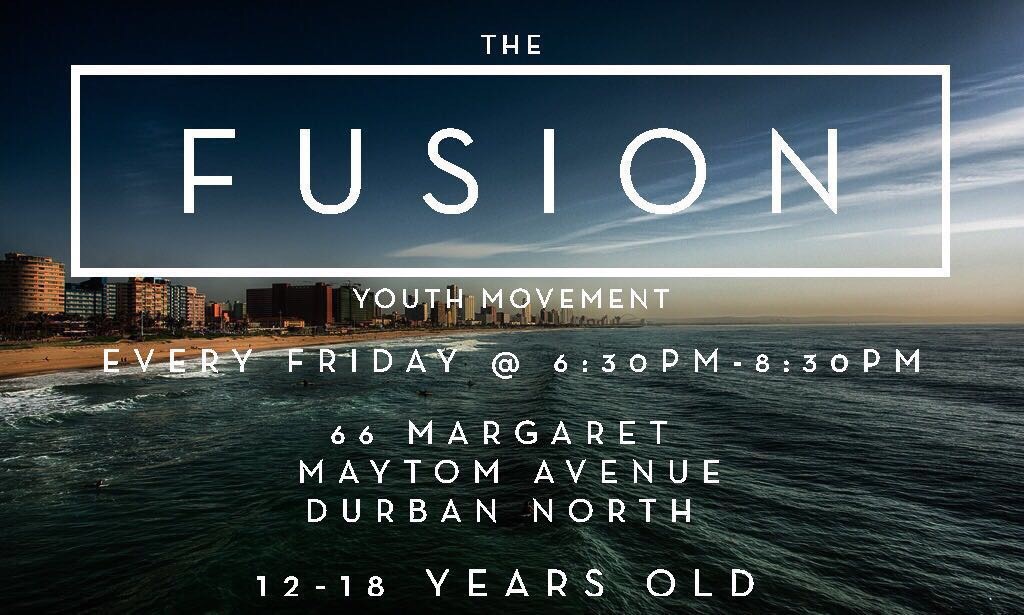 THE
FUSION
YOUTH MOVEMENT
EVERY FRIDAY @ 6:30PM-8:30PM
66 MARGARET
MAYTOM AVENUE
DURBAN NORTH
12-18 YEARS OLD